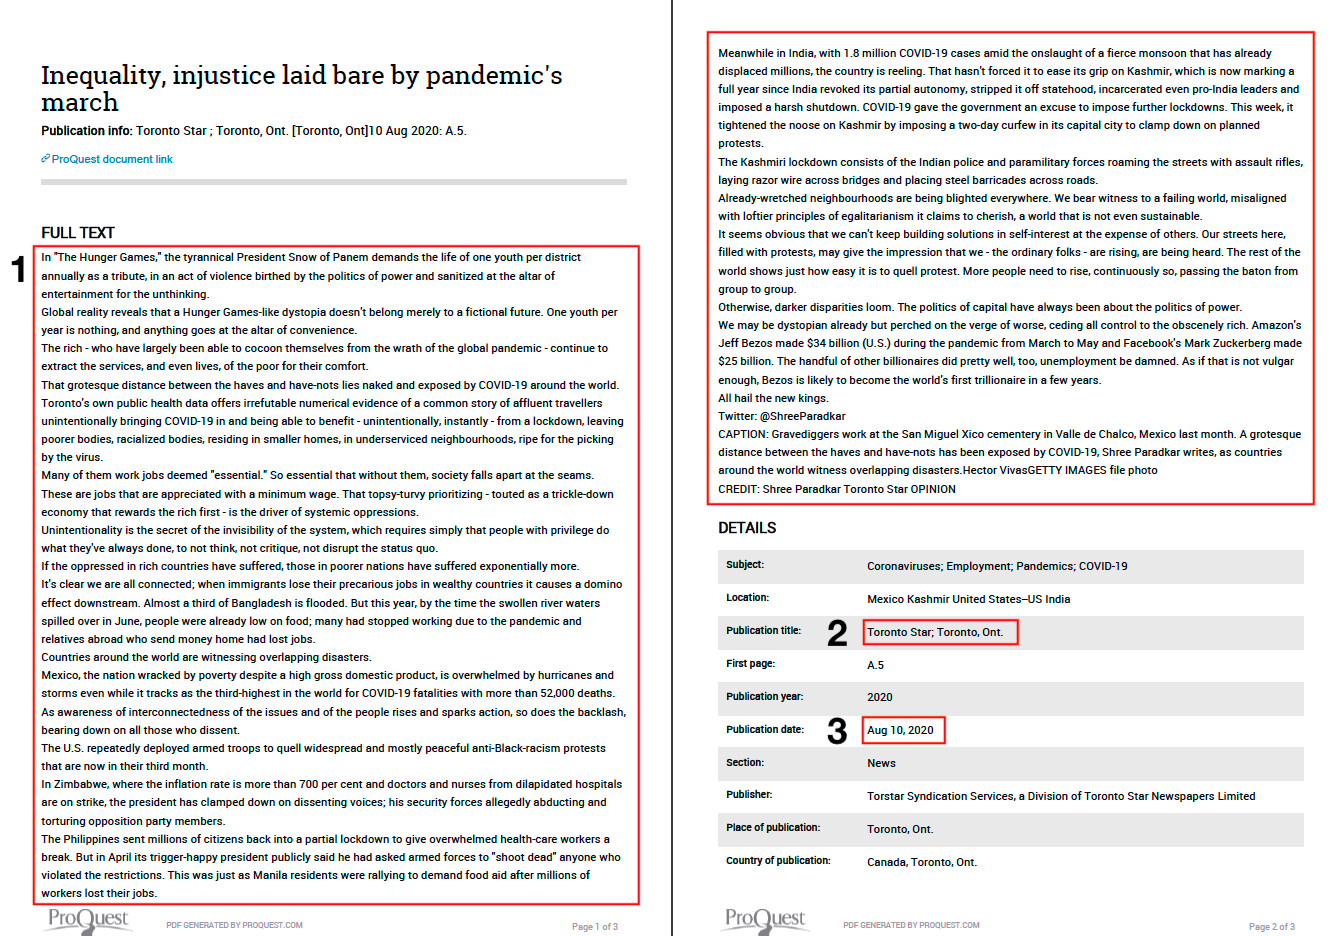 Inequality, injustice laid bare by pandemic's
march
Publication info: Toronto Star ; Toronto, Ont. [Toronto, Ont]10 Aug 2020: A.5.
ProQuest document link
FULL TEXT
1
In "The Hunger Games," the tyrannical President Snow of Panem demands the life of one youth per district
annually as a tribute, in an act of violence birthed by the politics of power and sanitized at the altar of
entertainment for the unthinking.
Global reality reveals that a Hunger Games-like dystopia doesn't belong merely to a fictional future. One youth per
year is nothing, and anything goes at the altar of convenience.
The rich - who have largely been able to cocoon themselves from the wrath of the global pandemic - continue to
extract the services, and even lives, of the poor for their comfort.
That grotesque distance between the haves and have-nots lies naked and exposed by COVID-19 around the world.
Toronto's own public health data offers irrefutable numerical evidence of a common story of affluent travellers
unintentionally bringing COVID-19 in and being able to benefit - unintentionally, instantly - from a lockdown, leaving
poorer bodies, racialized bodies, residing in smaller homes, in underserviced neighbourhoods, ripe for the picking
by the virus.
Many of them work jobs deemed "essential." So essential that without them, society falls apart at the seams.
These are jobs that are appreciated with a minimum wage. That topsy-turvy prioritizing - touted as a trickle-down
economy that rewards the rich first - is the driver of systemic oppressions.
Unintentionality is the secret of the invisibility of the system, which requires simply that people with privilege do
what they've always done, to not think, not critique, not disrupt the status quo.
If the oppressed in rich countries have suffered, those in poorer nations have suffered exponentially more.
It's clear we are all connected; when immigrants lose their precarious jobs in wealthy countries it causes a domino
effect downstream. Almost a third of Bangladesh is flooded. But this year, by the time the swollen river waters
spilled over in June, people were already low on food; many had stopped working due to the pandemic and
relatives abroad who send money home had lost jobs.
Countries around the world are witnessing overlapping disasters.
Mexico, the nation wracked by poverty despite a high gross domestic product, is overwhelmed by hurricanes and
storms even while it tracks as the third-highest in the world for COVID-19 fatalities with more than 52,000 deaths.
As awareness of interconnectedness of the issues and of the people rises and sparks action, so does the backlash,
bearing down on all those who dissent.
The U.S. repeatedly deployed armed troops to quell widespread and mostly peaceful anti-Black-racism protests
that are now in their third month.
In Zimbabwe, where the inflation rate is more than 700 per cent and doctors and nurses from dilapidated hospitals
are on strike, the president has clamped down on dissenting voices; his security forces allegedly abducting and
torturing opposition party members.
The Philippines sent millions of citizens back into a partial lockdown to give overwhelmed health-care workers a
break. But in April its trigger-happy president publicly said he had asked armed forces to "shoot dead" anyone who
violated the restrictions. This was just as Manila residents were rallying to demand food aid after millions of
workers lost their jobs.
ProQuest
PDF GENERATED BY PROQUEST.COM
Page 1 of 3
Meanwhile in India, with 1.8 million COVID-19 cases amid the onslaught of a fierce monsoon that has already
displaced millions, the country is reeling. That hasn't forced it to ease its grip on Kashmir, which is now marking a
full year since India revoked its partial autonomy, stripped it off statehood, incarcerated even pro-India leaders and
imposed a harsh shutdown. COVID-19 gave the government an excuse to impose further lockdowns. This week, it
tightened the noose on Kashmir by imposing a two-day curfew in its capital city to clamp down on planned
protests.
The Kashmiri lockdown consists of the Indian police and paramilitary forces roaming the streets with assault rifles,
laying razor wire across bridges and placing steel barricades across roads.
Already-wretched neighbourhoods are being blighted everywhere. We bear witness to a failing world, misaligned
with loftier principles of egalitarianism it claims to cherish, a world that is not even sustainable.
It seems obvious that we can't keep building solutions in self-interest at the expense of others. Our streets here,
filled with protests, may give the impression that we - the ordinary folks - are rising, are being heard. The rest of the
world shows just how easy it is to quell protest. More people need to rise, continuously so, passing the baton from
group to group.
Otherwise, darker disparities loom. The politics of capital have always been about the politics of power.
We may be dystopian already but perched on the verge of worse, ceding all control to the obscenely rich. Amazon's
Jeff Bezos made $34 billion (U.S.) during the pandemic from March to May and Facebook's Mark Zuckerberg made
$25 billion. The handful of other billionaires did pretty well, too, unemployment be damned. As if that is not vulgar
enough, Bezos is likely to become the world's first trillionaire in a few years.
All hail the new kings.
Twitter: @ShreeParadkar
CAPTION: Gravediggers work at the San Miguel Xico cemetery in Valle de Chalco, Mexico last month. A grotesque
distance between the haves and have-nots has been exposed by COVID-19, Shree Paradkar writes, as countries
around the world witness overlapping disasters.Hector VivasGETTY IMAGES file photo
CREDIT: Shree Paradkar Toronto Star OPINION
DETAILS
Subject: Coronaviruses; Employment; Pandemics; COVID-19
Location: Mexico Kashmir United States--US India
Publication title: 2 Toronto Star; Toronto, Ont.
First page: A.5
Publication year: 2020
Publication date: 3 Aug 10, 2020
Section: News
Publisher: Torstar Syndication Services, a Division of Toronto Star Newspapers Limited
Place of publication: Toronto, Ont.
Country of publication: Canada, Toronto, Ont.
ProQuest
PDF GENERATED BY PROQUEST.COM
Page 2 of 3